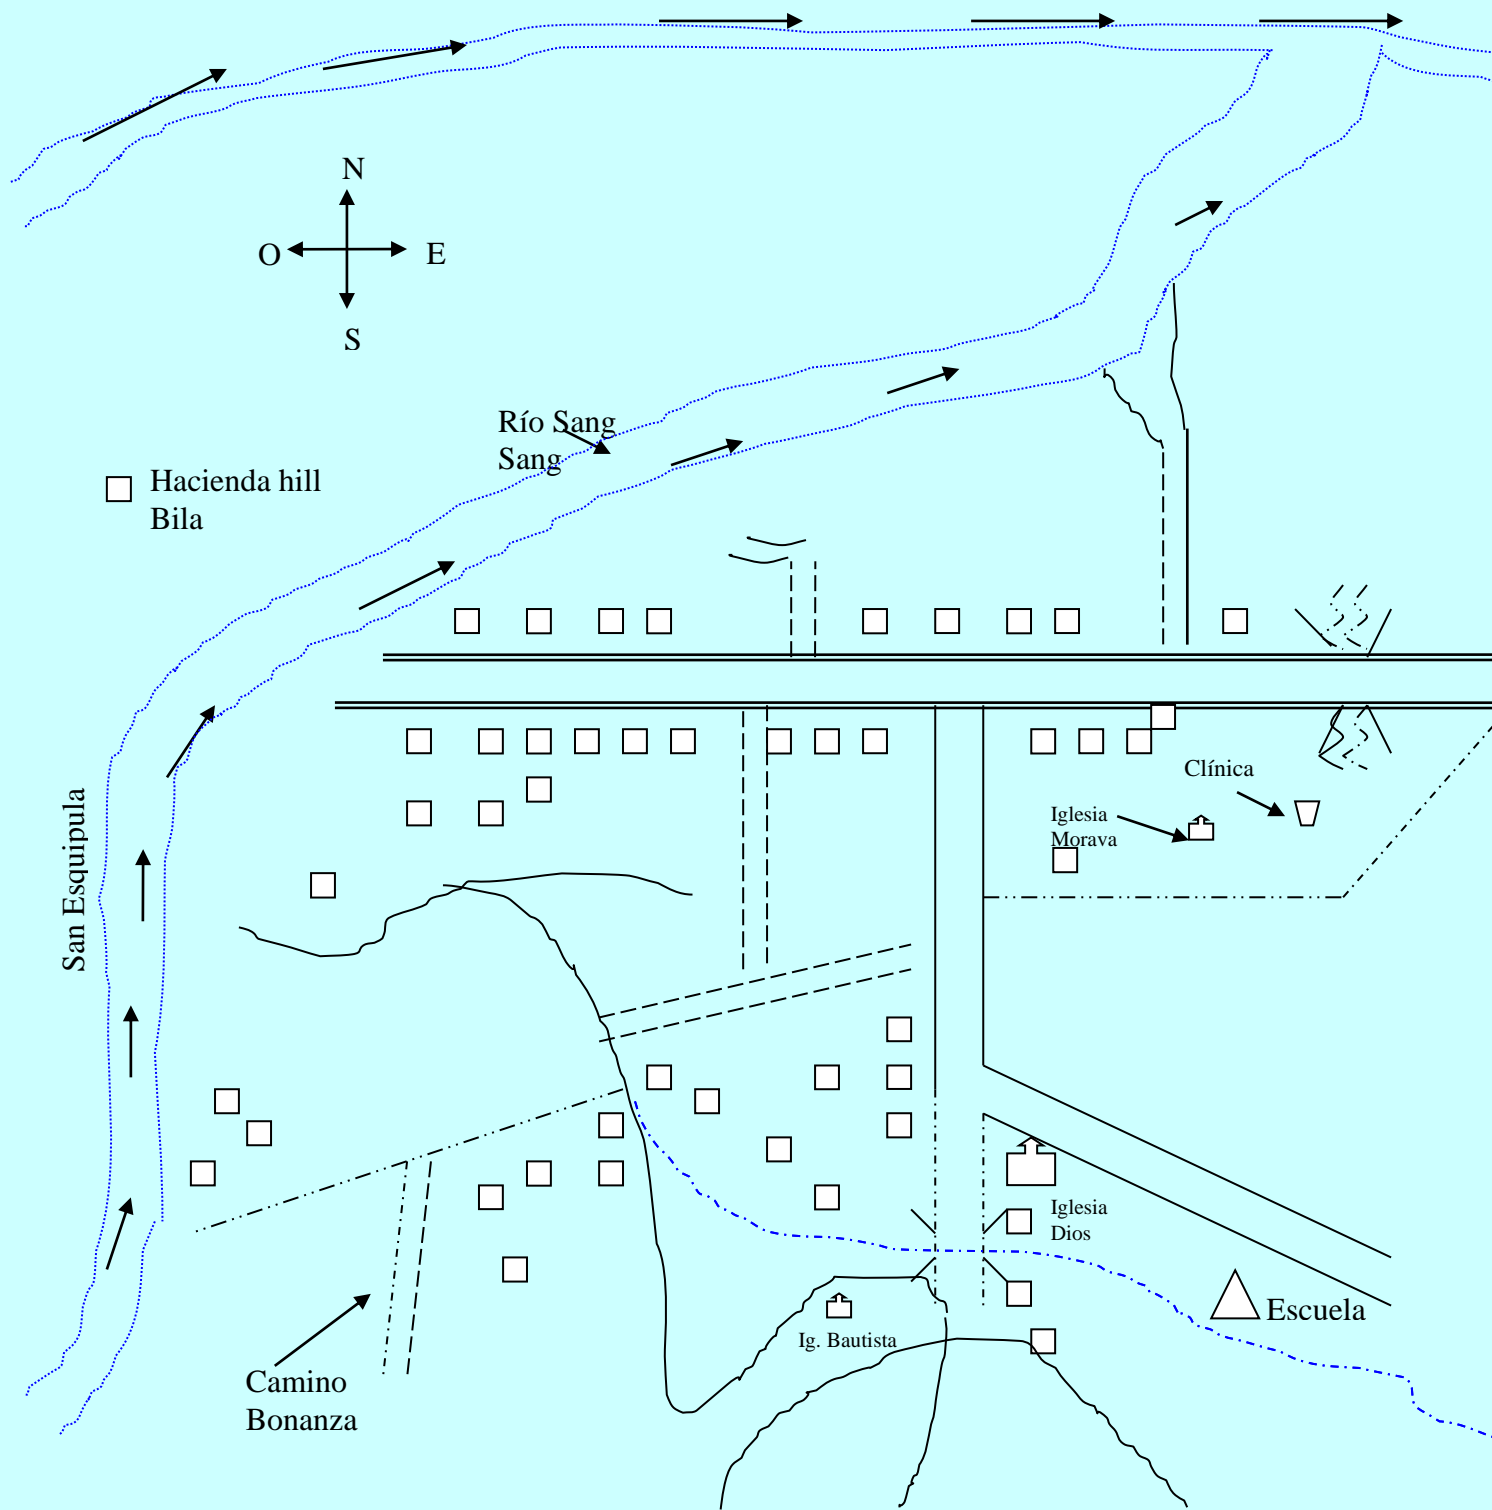 N
O
E
S
Río Sang
Sang
Hacienda hill
Bila
Clínica
Iglesia
Morava
San Esquipula
Iglesia
Dios
Escuela
Ig. Bautista
Camino
Bonanza